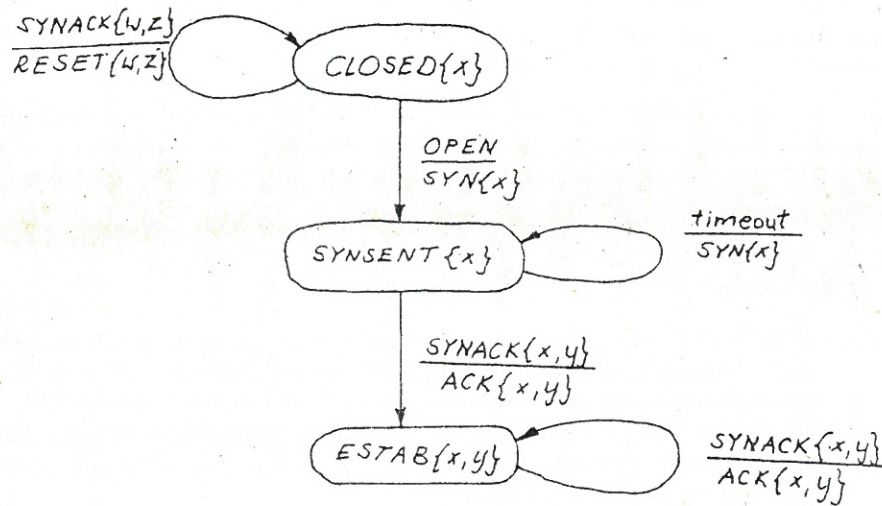 SYNACK{W,Z}
RESET{W,Z}
CLOSED{X}
OPEN
SYN{X}
SYNSENT{X}
timeout
SYN{X}
SYNACK{X,Y}
ACK{X,Y}
ESTAB{X,Y}
SYNACK{X,Y}
ACK{X,Y}